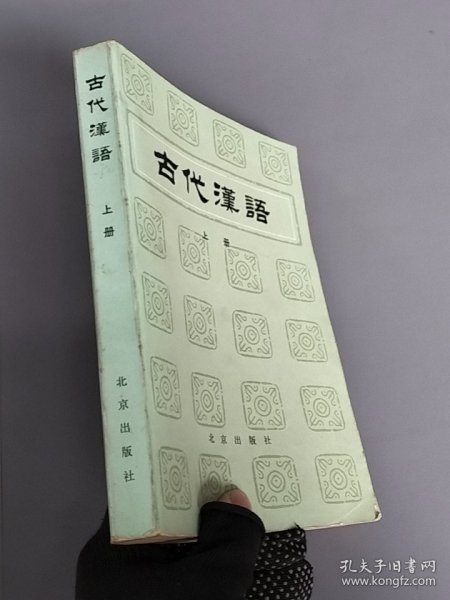 古代漢語
上册
北京出版社
古代漢語
上册
北京出版社
孔夫子旧书网
www.kongfz.com